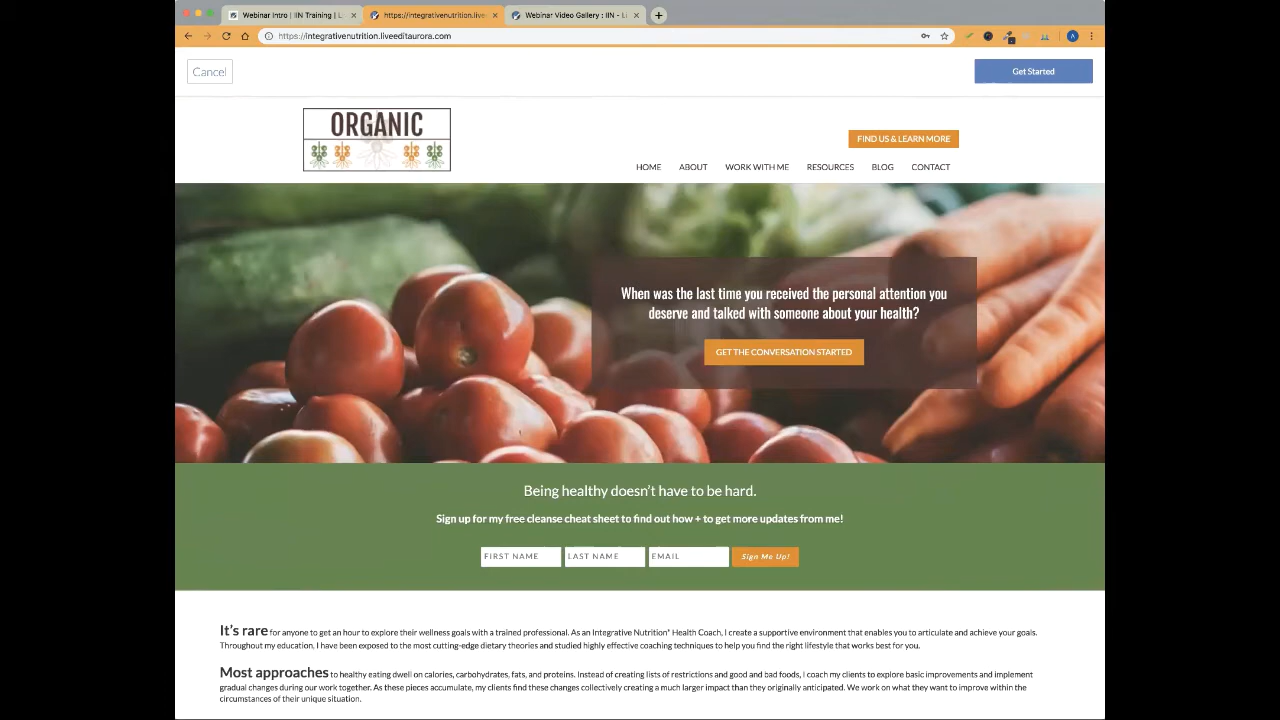 Webinar Intro | IIN Training | L
https://integrativenutrition.live
Webinar Video Gallery : IIN - Li
https://integrativenutrition.liveeditaurora.com
Cancel
Get Started
ORGANIC
FIND US & LEARN MORE
HOME ABOUT WORK WITH ME RESOURCES BLOG CONTACT
When was the last time you received the personal attention you
deserve and talked with someone about your health?
GET THE CONVERSATION STARTED
Being healthy doesn't have to be hard.
Sign up for my free cleanse cheat sheet to find out how + to get more updates from me!
FIRST NAME LAST NAME EMAIL Sign Me Up!
It's rare for anyone to get an hour to explore their wellness goals with a trained professional. As an Integrative Nutrition® Health Coach, I create a supportive environment that enables you to articulate and achieve your goals.
Throughout my education, I have been exposed to the most cutting-edge dietary theories and studied highly effective coaching techniques to help you find the right lifestyle that works best for you.
Most approaches to healthy eating dwell on calories, carbohydrates, fats, and proteins. Instead of creating lists of restrictions and good and bad foods, I coach my clients to explore basic improvements and implement
gradual changes during our work together. As these pieces accumulate, my clients find these changes collectively creating a much larger impact than they originally anticipated. We work on what they want to improve within the
circumstances of their unique situation.